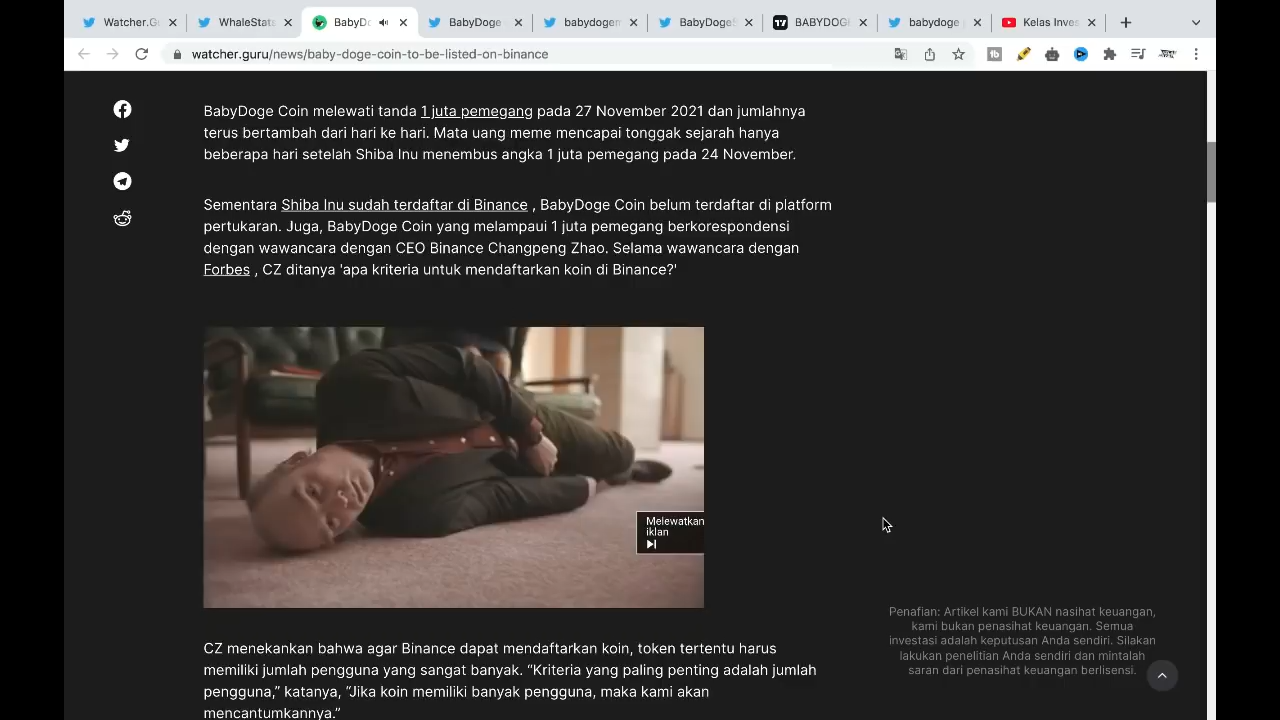 Watcher.G
WhaleStats
BabyDo
BabyDoge
babydogem
BabyDogeS
BABYDOGE
babydoge
Kelas Inves
watcher.guru/news/baby-doge-coin-to-be-listed-on-binance
BabyDoge Coin melewati tanda 1 juta pemegang pada 27 November 2021 dan jumlahnya
terus bertambah dari hari ke hari. Mata uang meme mencapai tonggak sejarah hanya
beberapa hari setelah Shiba Inu menembus angka 1 juta pemegang pada 24 November.
Sementara Shiba Inu sudah terdaftar di Binance , BabyDoge Coin belum terdaftar di platform
pertukaran. Juga, BabyDoge Coin yang melampaui 1 juta pemegang berkorespondensi
dengan wawancara dengan CEO Binance Changpeng Zhao. Selama wawancara dengan
Forbes , CZ ditanya 'apa kriteria untuk mendaftarkan koin di Binance?'
Melewatkan
iklan
Penafian: Artikel kami BUKAN nasihat keuangan,
kami bukan penasihat keuangan. Semua
investasi adalah keputusan Anda sendiri. Silakan
lakukan penelitian Anda sendiri dan mintalah
saran dari penasihat keuangan berlisensi.
CZ menekankan bahwa agar Binance dapat mendaftarkan koin, token tertentu harus
memiliki jumlah pengguna yang sangat banyak. “Kriteria yang paling penting adalah jumlah
pengguna,” katanya, “Jika koin memiliki banyak pengguna, maka kami akan
mencantumkannya.”